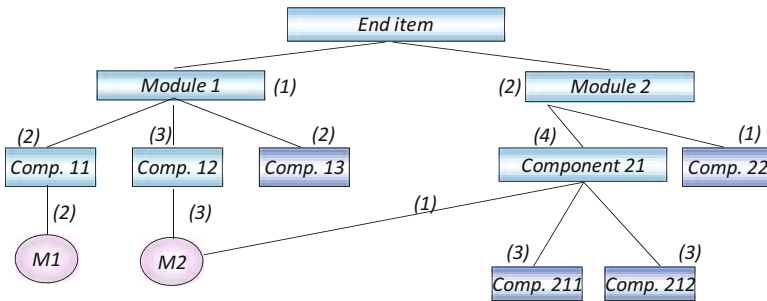 End item
Module 1
(1)
(2)
Module 2
(2)
(3)
(2)
(4)
(1)
Comp. 11
Comp. 12
Comp. 13
Component 21
Comp. 22
(2)
(3)
(1)
M1
M2
(3)
(3)
Comp. 211
Comp. 212